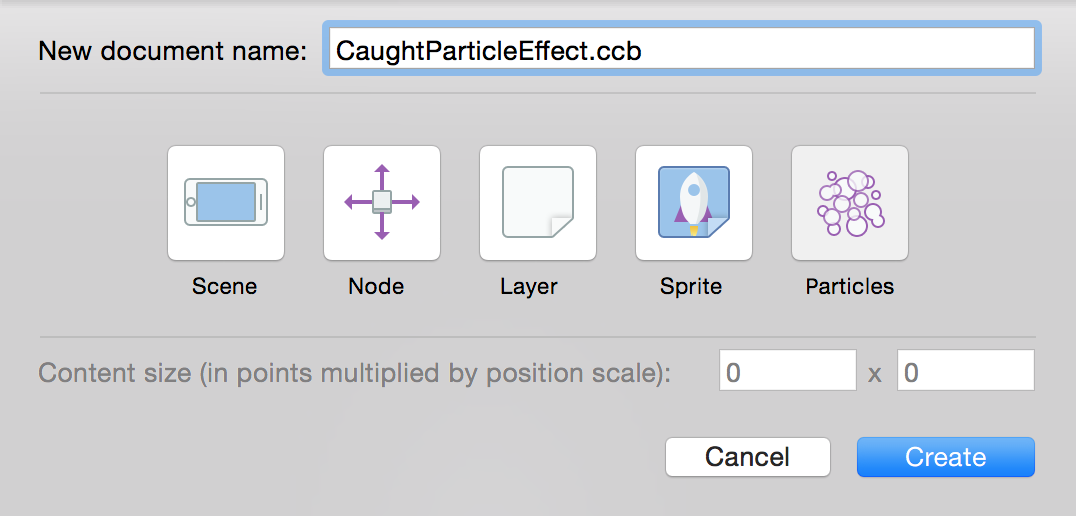 New document name: CaughtParticleEffect.ccb
Scene Node Layer Sprite Particles
Content size (in points multiplied by position scale): 0 x 0
Cancel Create